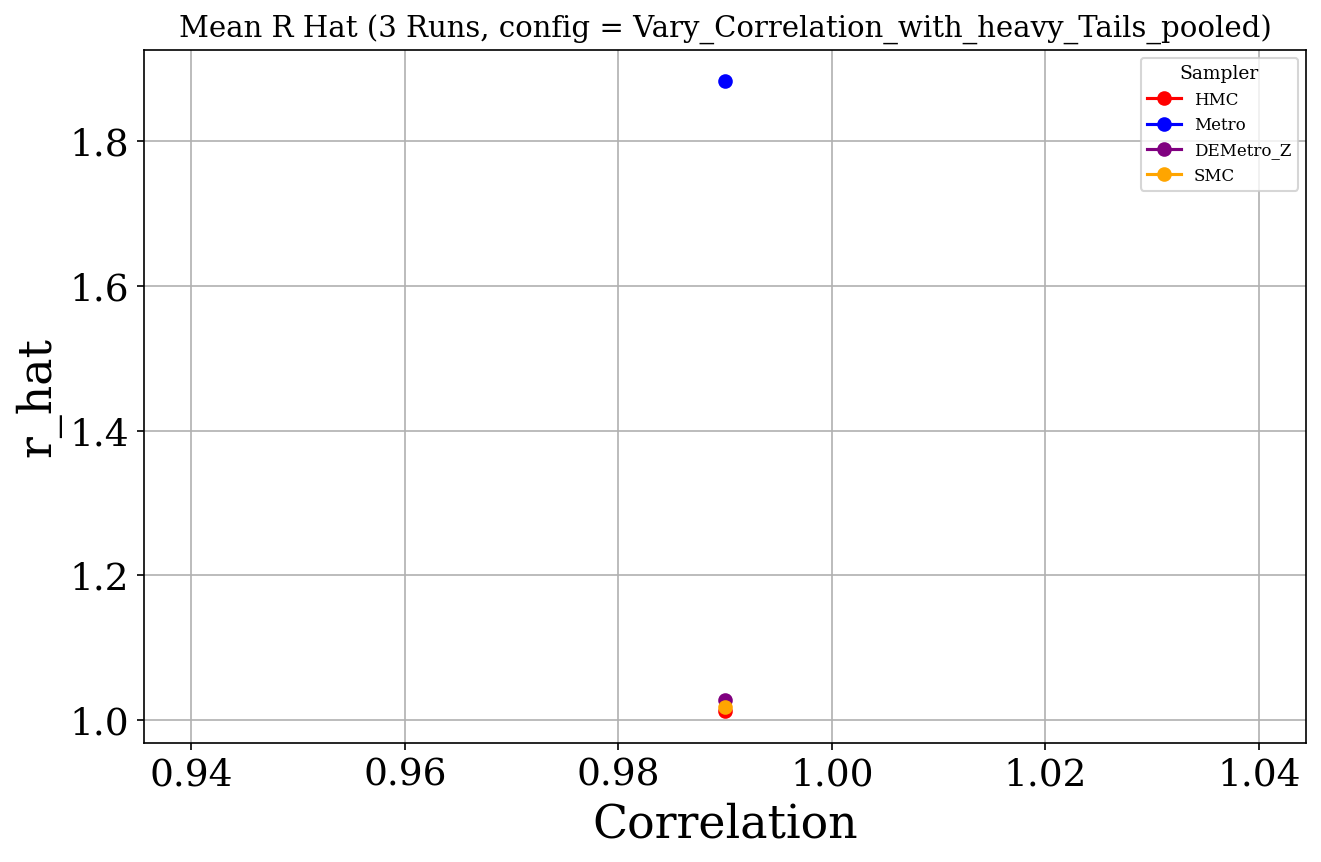 Mean R Hat (3 Runs, config = Vary_Correlation_with_heavy_Tails_pooled)
Sampler
HMC
Metro
DEMetro_Z
SMC
r_hat
1.8
1.6
1.4
1.2
1.0
0.94 0.96 0.98 1.00 1.02 1.04
Correlation